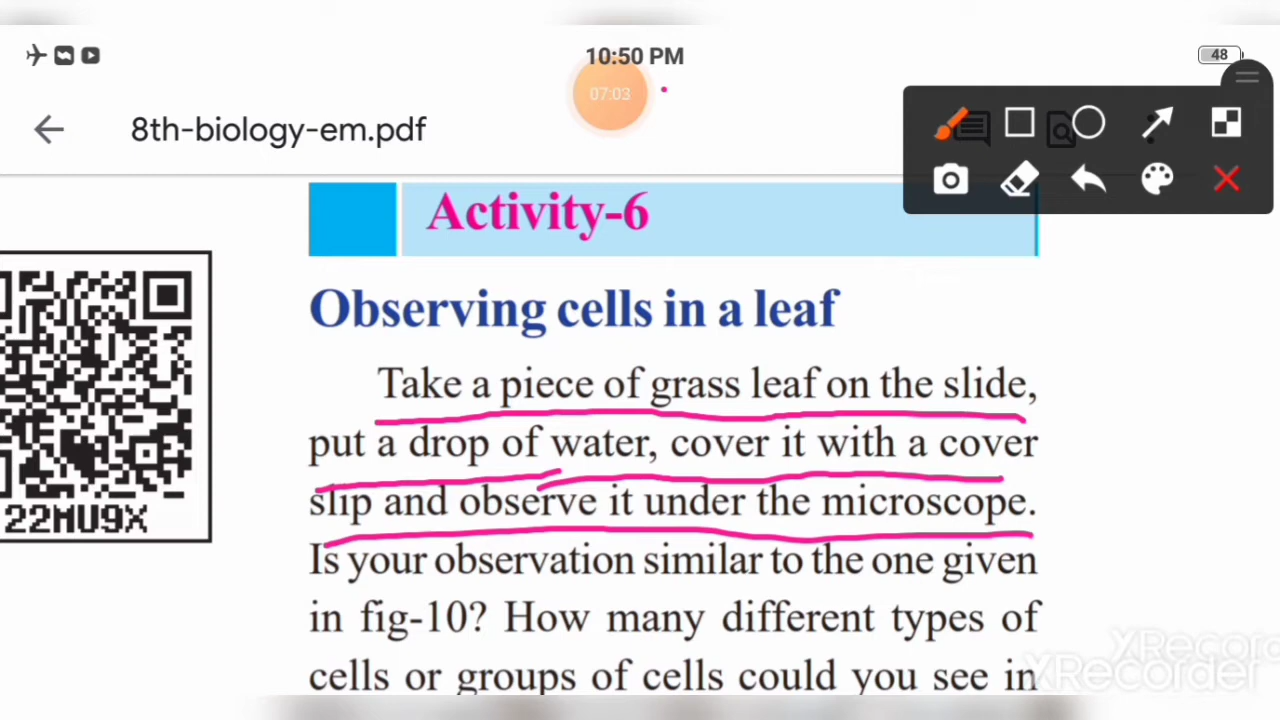 10:50 PM
48
07:03
8th-biology-em.pdf
Activity-6
Observing cells in a leaf
Take a piece of grass leaf on the slide,
put a drop of water, cover it with a cover
slip and observe it under the microscope.
Is your observation similar to the one given
in fig-10? How many different types of
cells or groups of cells could you see in
22MU9X
XRecorder
XRecorder